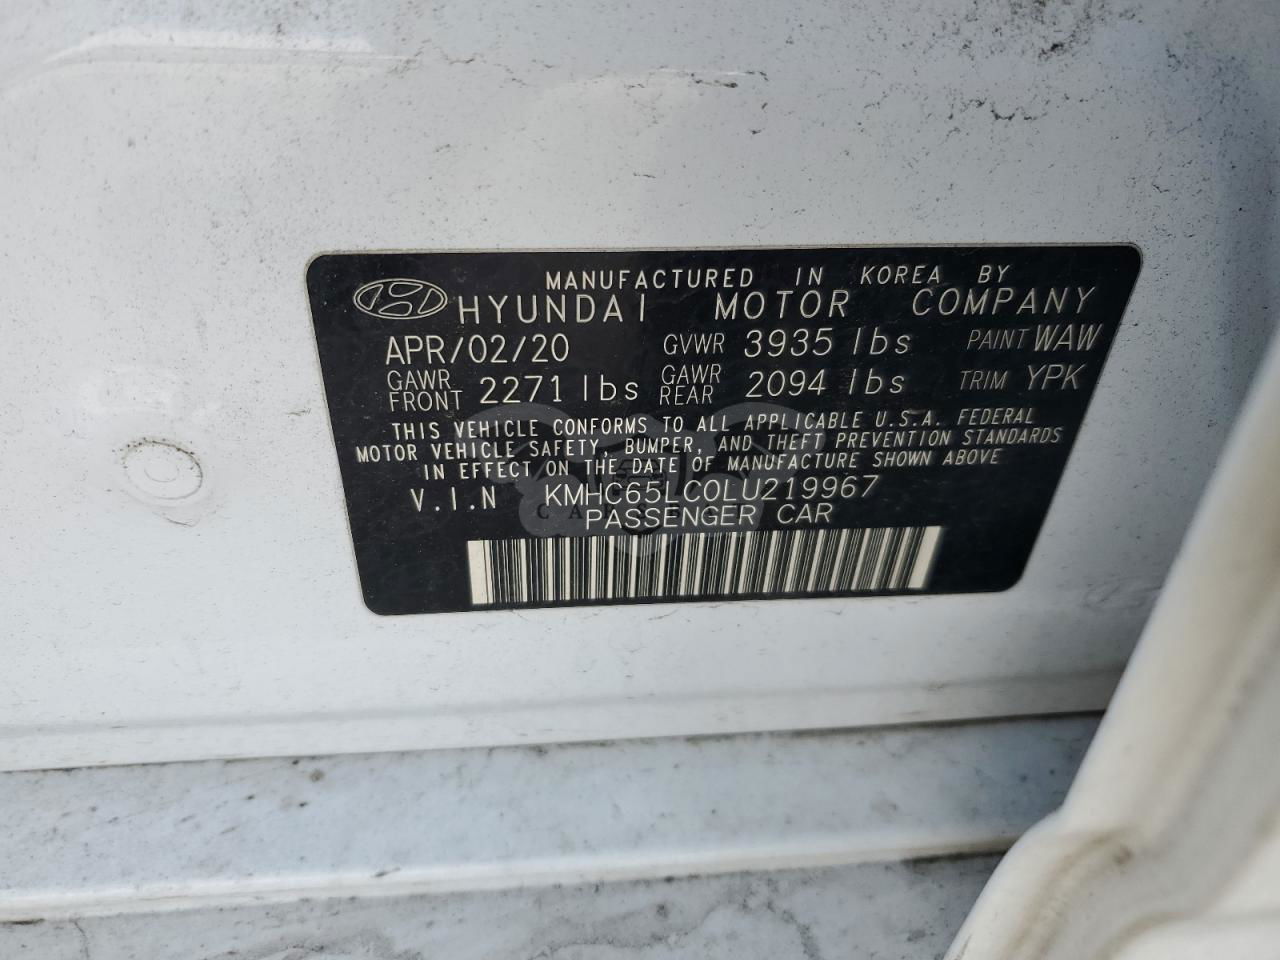 MANUFACTURED IN KOREA BY
HYUNDAI MOTOR COMPANY
APR/02/20 GVWR 3935 lbs PAINT WAW
GAWR FRONT 2271 lbs GAWR REAR 2094 lbs TRIM YPK
THIS VEHICLE CONFORMS TO ALL APPLICABLE U.S.A. FEDERAL
MOTOR VEHICLE SAFETY, BUMPER, AND THEFT PREVENTION STANDARDS
IN EFFECT ON THE DATE OF MANUFACTURE SHOWN ABOVE
V.I.N KMHC65LC0LU219967
PASSENGER CAR